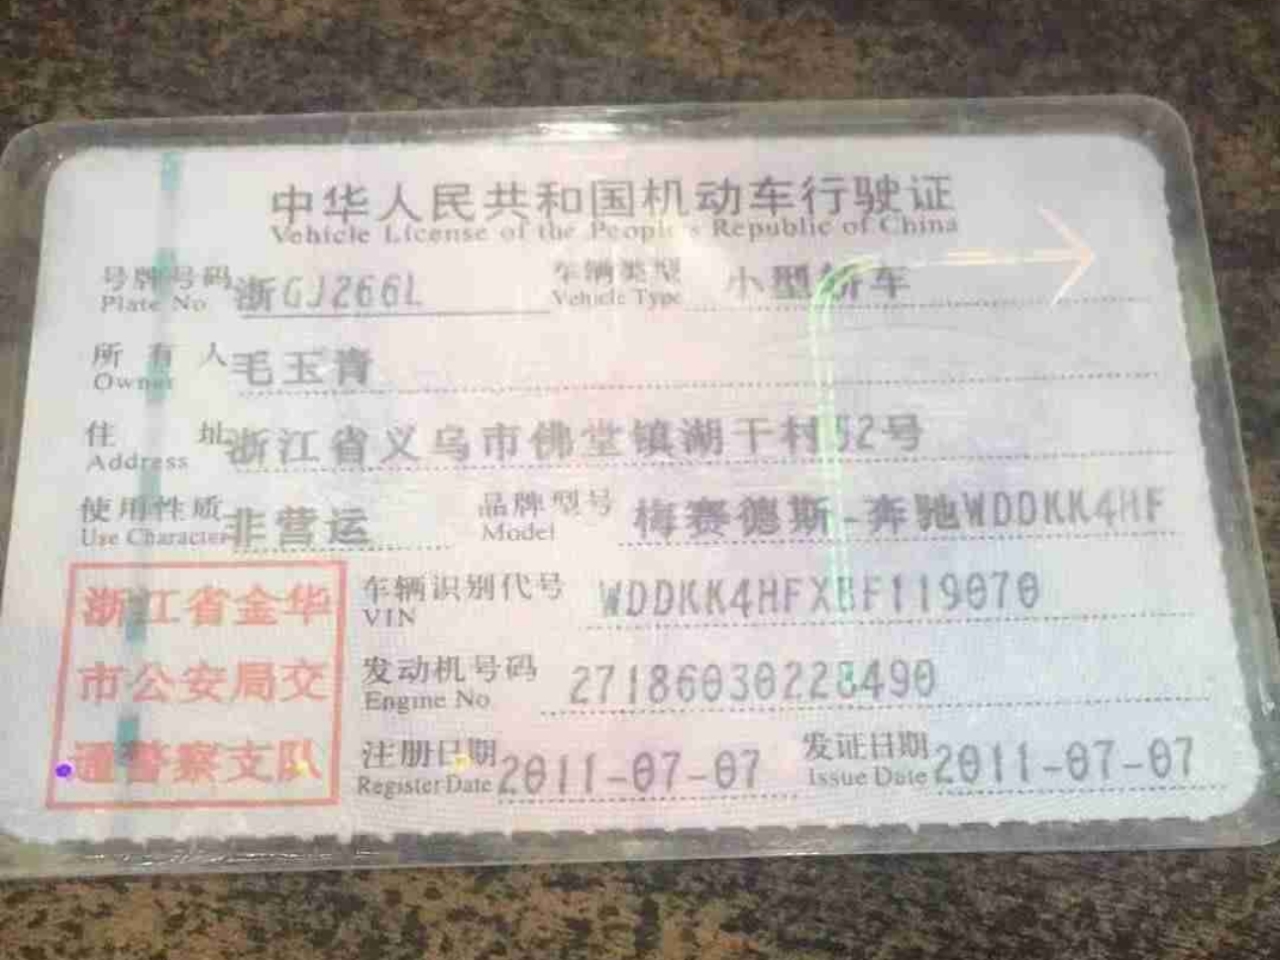 中华人民共和国机动车行驶证
Vehicle License of the People's Republic of China
号牌号码 浙GJ266L 车辆类型 小型轿车
Plate No Vehicle Type
所有人 毛玉青
Owner
住址 浙江省义乌市佛堂镇湖干村52号
Address
使用性质 非营运 品牌型号 梅赛德斯-奔驰WDDKK4HF
Use Character Model
浙江省金华
市公安局交
通警察支队
车辆识别代号 WDDKK4HFXBF119070
VIN
发动机号码 27186030228490
Engine No
注册日期 2011-07-07 发证日期 2011-07-07
Register Date Issue Date